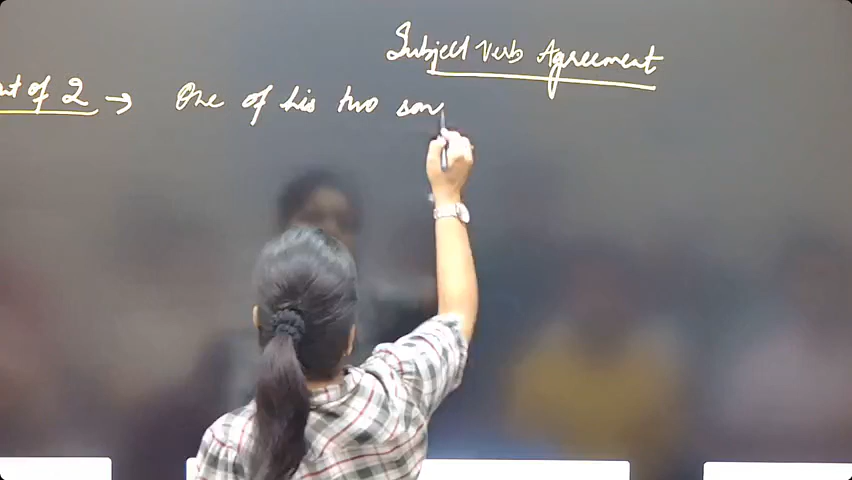 Subject Verb Agreement
of 2 → One of his two son